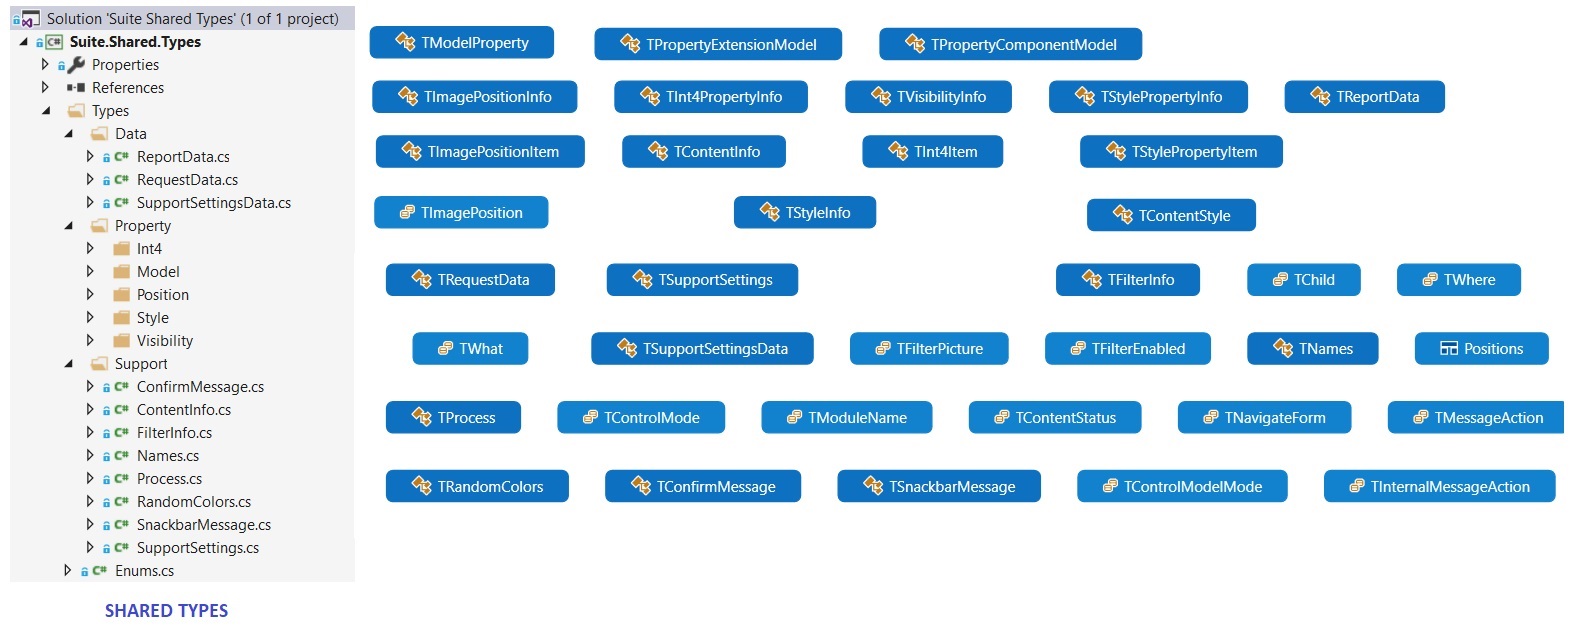 Solution 'Suite Shared Types' (1 of 1 project)
Suite.Shared.Types
Properties
References
Types
Data
ReportData.cs
RequestData.cs
SupportSettingsData.cs
Property
Int4
Model
Position
Style
Visibility
Support
ConfirmMessage.cs
ContentInfo.cs
FilterInfo.cs
Names.cs
Process.cs
RandomColors.cs
SnackbarMessage.cs
SupportSettings.cs
Enums.cs
SHARED TYPES
TModelProperty TPropertyExtensionModel TPropertyComponentModel
TImagePositionInfo TInt4PropertyInfo TVisibilityInfo TStylePropertyInfo TReportData
TImagePositionItem TContentInfo TInt4Item TStylePropertyItem
TImagePosition TStyleInfo TContentStyle
TRequestData TSupportSettings TFilterInfo TChild TWhere
TWhat TSupportSettingsData TFilterPicture TFilterEnabled TNames Positions
TProcess TControlMode TModuleName TContentStatus TNavigateForm TMessageAction
TRandomColors TConfirmMessage TSnackbarMessage TControlModelMode TInternalMessageAction